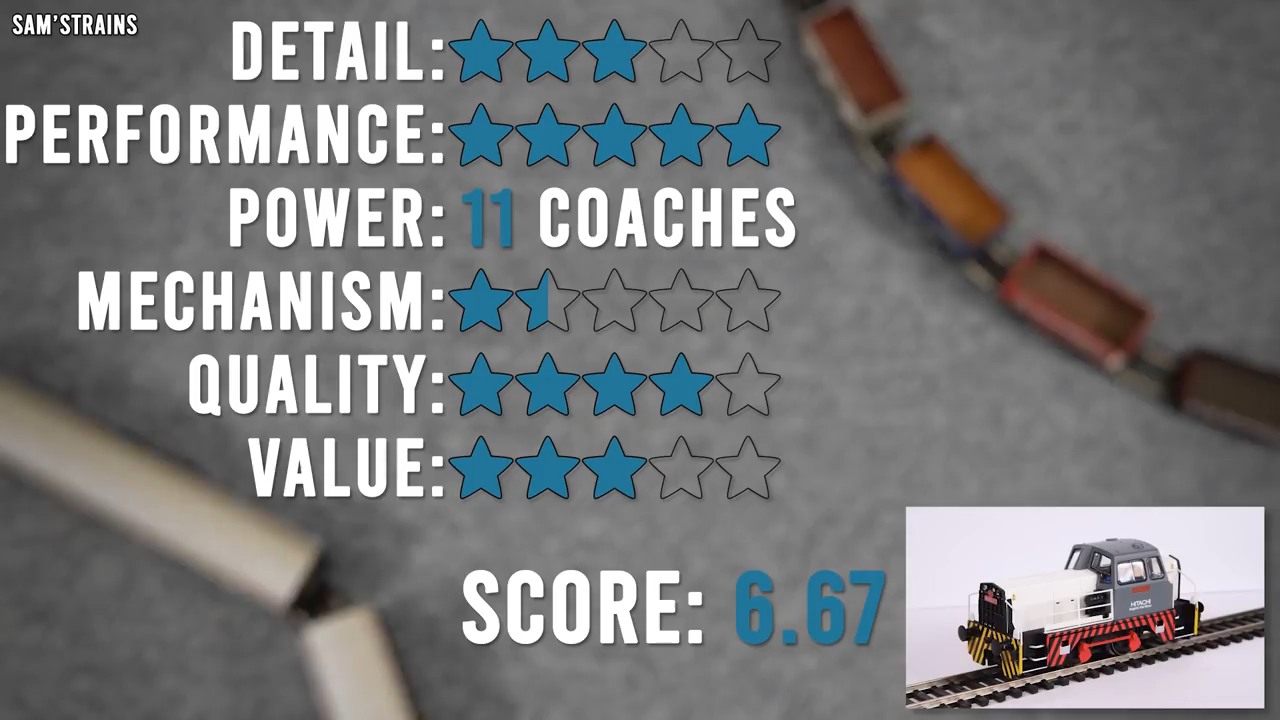 SAM'STRAINS
DETAIL:
PERFORMANCE:
POWER: 11 COACHES
MECHANISM:
QUALITY:
VALUE:
SCORE: 6.67
HITACHI